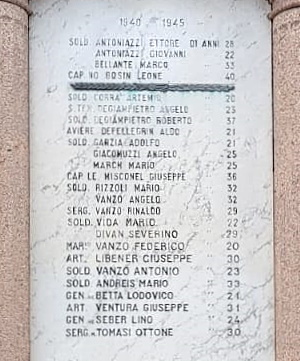 1940 1945
SOLD. ANTONIAZZI ETTORE DI ANNI 28
ANTONIAZZI GIOVANNI 22
BELLANTE MARCO 33
CAP. NO BOSIN LEONE 40
SOLD. CORRA ARTEMIO 20
S. TEN. DEGIAMPIETRO ANGELO 23
SOLD. DEGIAMPIETRO ROBERTO 37
AVIERE DEFELLEGRIN ALDO 21
SOLD. GARZIA ADOLFO 21
GIACOMUZZI ANGELO 25
MARCH MARIO 25
CAP. LE MISCONEL GIUSEPPE 36
SOLD. RIZZOLI MARIO 32
VANZO ANGELO 32
SERG. VANZO RINALDO 29
SOLD. VIDA MARIO 22
DIVAN SEVERINO 29
MAR. VANZO FEDERICO 20
ART. LIBENER GIUSEPPE 30
SOLD. VANZO ANTONIO 23
SOLD. ANDREIS MARIO " 33
GEN. BETTA LODOVICO " 21
ART. VENTURA GIUSEPPE " 31
GEN. SEBER LINO " 24
SERG. TOMASI OTTONE " 30